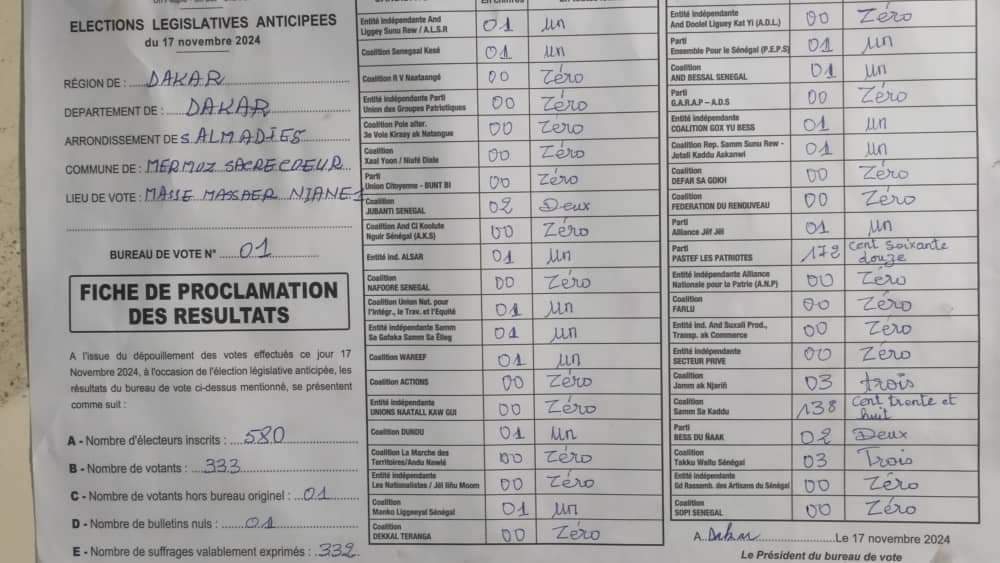 ELECTIONS LEGISLATIVES ANTICIPEES
du 17 novembre 2024
RÉGION DE : DAKAR
DEPARTEMENT DE : DAKAR
ARRONDISSEMENT DES ALMADIES
COMMUNE DE : MERMOZ SACRECOEUR
LIEU DE VOTE : MASSE MASSAER NIANE 1
BUREAU DE VOTE N° 01
FICHE DE PROCLAMATION
DES RESULTATS
A l'issue du dépouillement des votes effectués ce jour 17
Novembre 2024, à l'occasion de l'élection législative anticipée, les
résultats du bureau de vote ci-dessus mentionné, se présentent
comme suit :
A - Nombre d'électeurs inscrits : 580
B - Nombre de votants : 333
C - Nombre de votants hors bureau originel : 01
D - Nombre de bulletins nuls : 01
E - Nombre de suffrages valablement exprimés : 332
Entité indépendante And
Liggey Sunu Rew / A.L.S.R 01 un
Coalition Senegaal Kesé 01 un
Coalition R V Naataangé 00 Zéro
Entité indépendante Parti
Union des Groupes Patriotiques 00 Zéro
Coalition Pole alter.
3e Voie Kiraay ak Natangue 00 Zéro
Coalition
Xaal Yoon / Niufé Diale 00 Zéro
Parti
Union Citoyenne - BUNT BI 00 Zéro
Coalition
JUBANTI SENEGAL 02 Deux
Coalition And Ci Koolute
Nguir Sénégal (A.K.S) 00 Zéro
Entité ind. ALSAR 01 un
Coalition
NAFOORE SENEGAL 00 Zéro
Coalition Union Nat. pour
l'Intégr., le Trav. et l'Equité 01 un
Entité indépendante Samm
Sa Gafaka Samm Sa Ëlleg 01 un
Coalition WAREEF 01 un
Coalition ACTIONS 00 Zéro
Entité indépendante
UNIONS NAATALL KAW GUI 00 Zéro
Coalition DUNDU 01 un
Coalition La Marche des
Territoires/Andu Nawlé 00 Zéro
Entité indépendante
Les Nationalistes / Jël liñu Moom 00 Zéro
Coalition
Manko Liggeeyal Sénégal 01 un
Coalition
DEKKAL TERANGA 00 Zéro
Entité indépendante
And Doolel Liguey Kat Yi (A.D.L) 00 Zéro
Parti
Ensemble Pour le Sénégal (P.E.P.S) 01 un
Coalition
AND BESSAL SENEGAL 01 un
Parti
G.A.R.A.P – A-D-S 00 Zéro
Entité indépendante
COALITION GOX YU BESS 01 un
Coalition Rep. Samm Sunu Rew -
Jotali Kaddu Askanwi 01 un
Coalition
DEFAR SA GOKH 00 Zéro
Coalition
FEDERATION DU RENOUVEAU 00 Zéro
Parti
Alliance Jëf Jël 01 un
Parti
PASTEF LES PATRIOTES 172 Cent soixante
douze
Entité indépendante Alliance
Nationale pour la Patrie (A.N.P) 00 Zéro
Coalition
FARLU 00 Zéro
Entité ind. And Suxali Prod.,
Transp. ak Commerce 00 Zéro
Entité indépendante
SECTEUR PRIVE 00 Zéro
Coalition
Jamm ak Njariñ 03 trois
Coalition
Samm Sa Kaddu 138 Cent trente et
huit
Parti
BESS DU ÑAAK 02 Deux
Coalition
Takku Wallu Sénégal 03 Trois
Entité indépendante
Gd Rassemb. des Artisans du Sénégal 00 Zéro
Coalition
SOPI SENEGAL 00 Zéro
A Dakar Le 17 novembre 2024
Le Président du bureau de vote